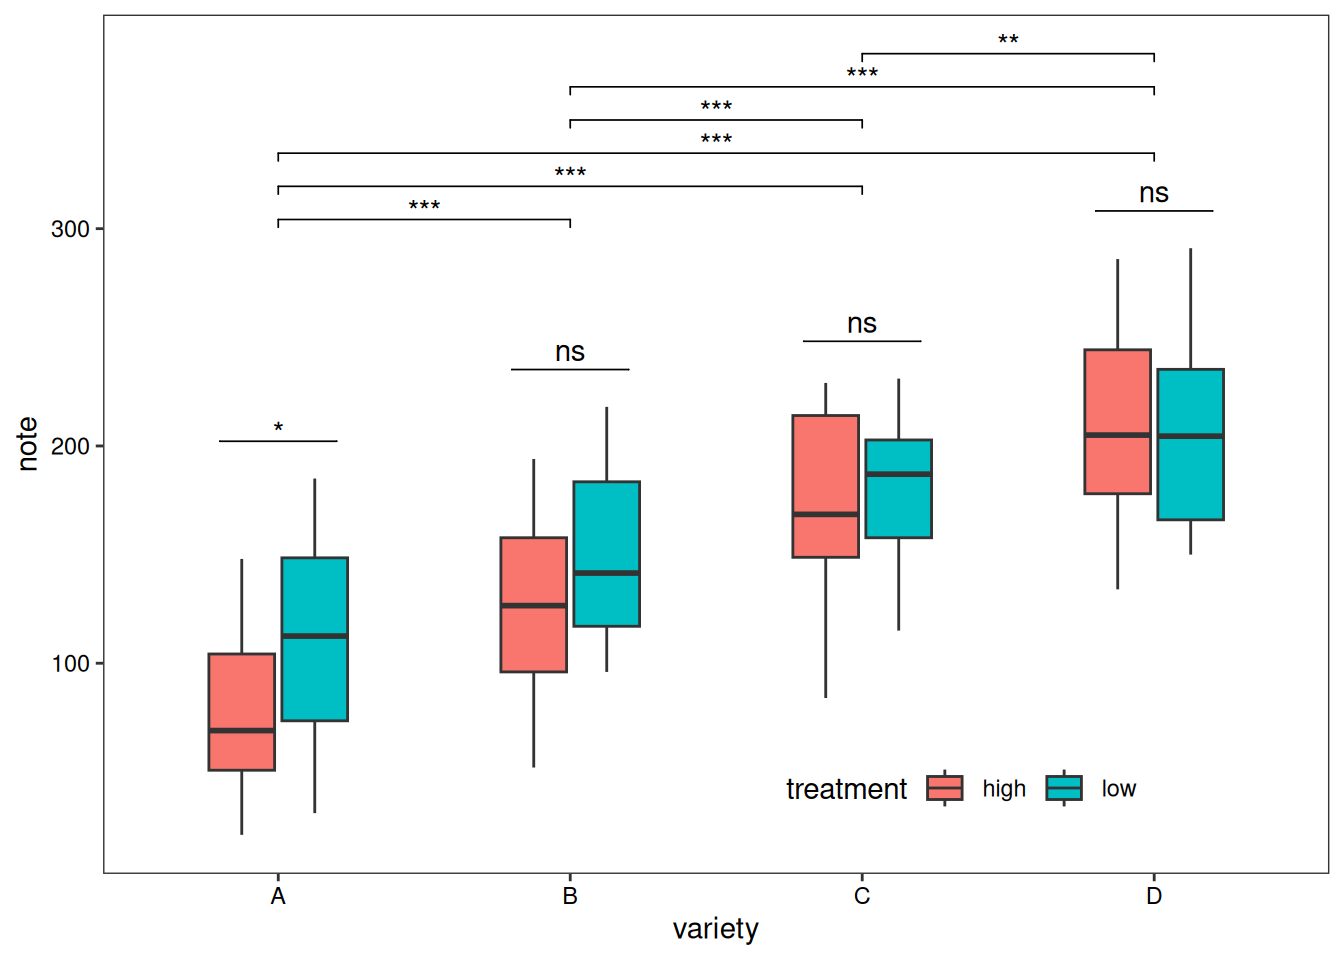 **
***
***
***
***
***
ns
ns
ns
*
300
200
100
note
treatment high low
A B C D
variety